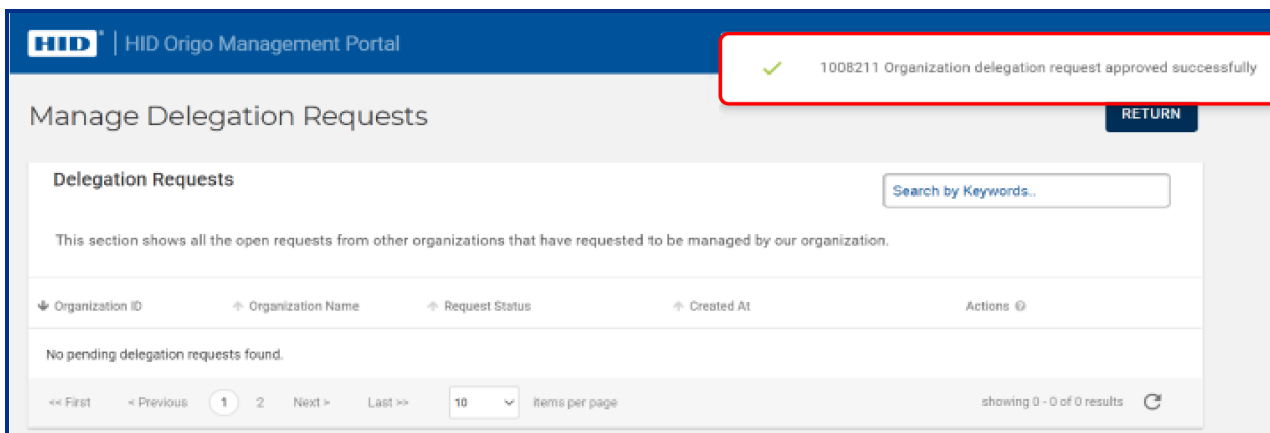 HID | HID Origo Management Portal
1008211 Organization delegation request approved successfully
Manage Delegation Requests
RETURN
Delegation Requests
Search by Keywords..
This section shows all the open requests from other organizations that have requested to be managed by our organization.
Organization ID Organization Name Request Status Created At Actions
No pending delegation requests found.
<< First < Previous 1 2 Next > Last >> 10 items per page showing 0 - 0 of 0 results